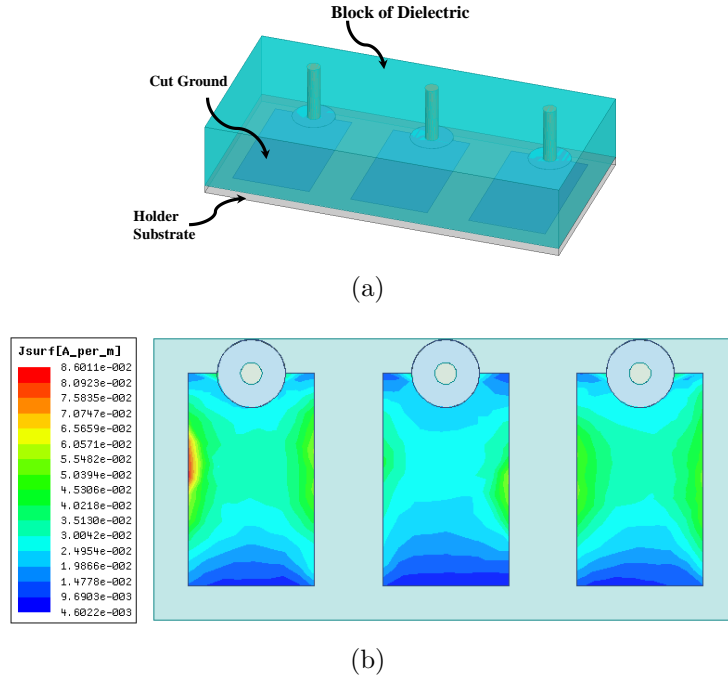 Block of Dielectric
Cut Ground
Holder
Substrate
(a)
Jsurf[A_per_m]
8.6011e-002
8.0923e-002
7.5835e-002
7.0747e-002
6.5659e-002
6.0571e-002
5.5482e-002
5.0394e-002
4.5306e-002
4.0218e-002
3.5130e-002
3.0042e-002
2.4954e-002
1.9866e-002
1.4778e-002
9.6903e-003
4.6022e-003
(b)